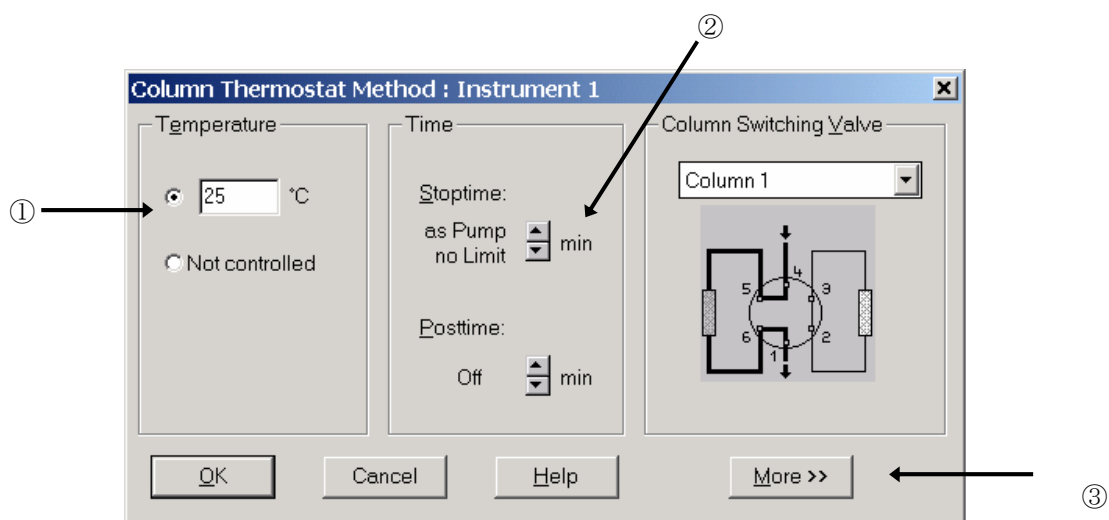 ②
Column Thermostat Method : Instrument 1
Temperature
①
25 °C
Not controlled
Time
Stoptime:
as Pump
no Limit
min
Posttime:
Off
min
Column Switching Valve
Column 1
4
5
3
6
2
1
OK
Cancel
Help
More >>
③